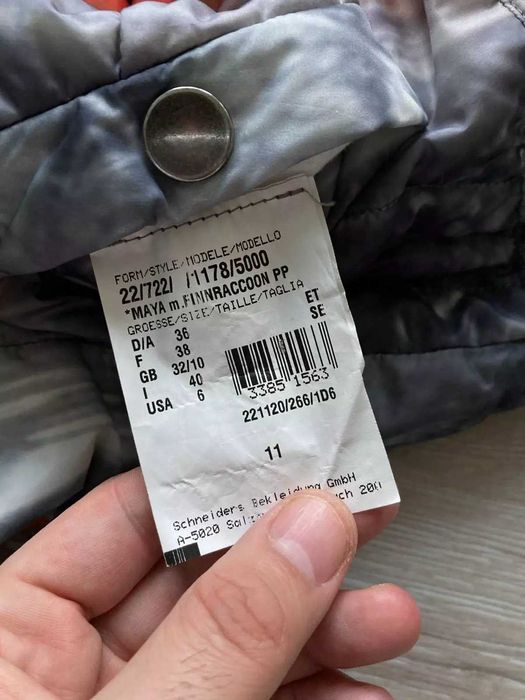 FORM/STYLE/MODELE/MODELLO
22/722/ /1178/5000
*MAYA m.FINNRACCOON PP
GROESSE/SIZE/TAILLE/TAGLIA
D/A 36
F 38
GB 32/10
I 40
USA 6
ET
SE
3385 1563
221120/266/1D6
11
Schneiders Bekleidung GmbH
A-5020